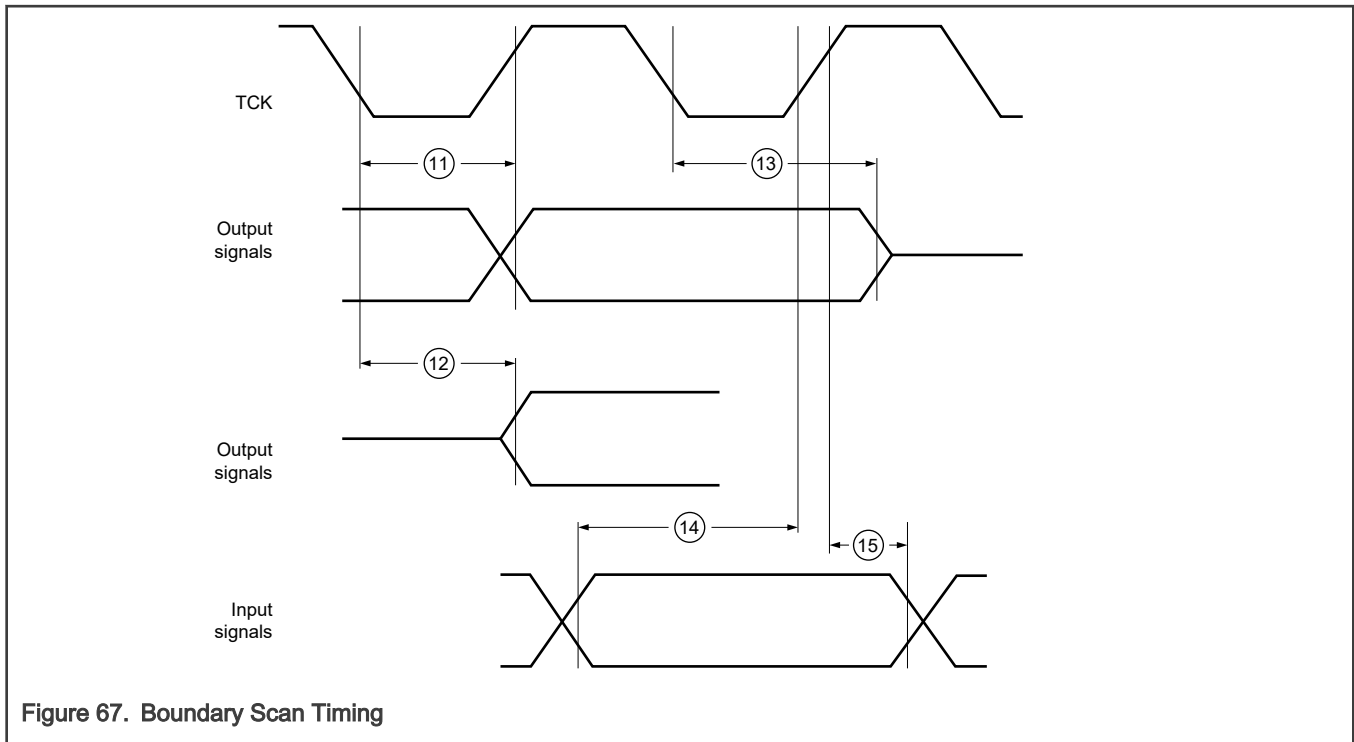 TCK
11
13
Output
signals
12
Output
signals
14
15
Input
signals
Figure 67. Boundary Scan Timing